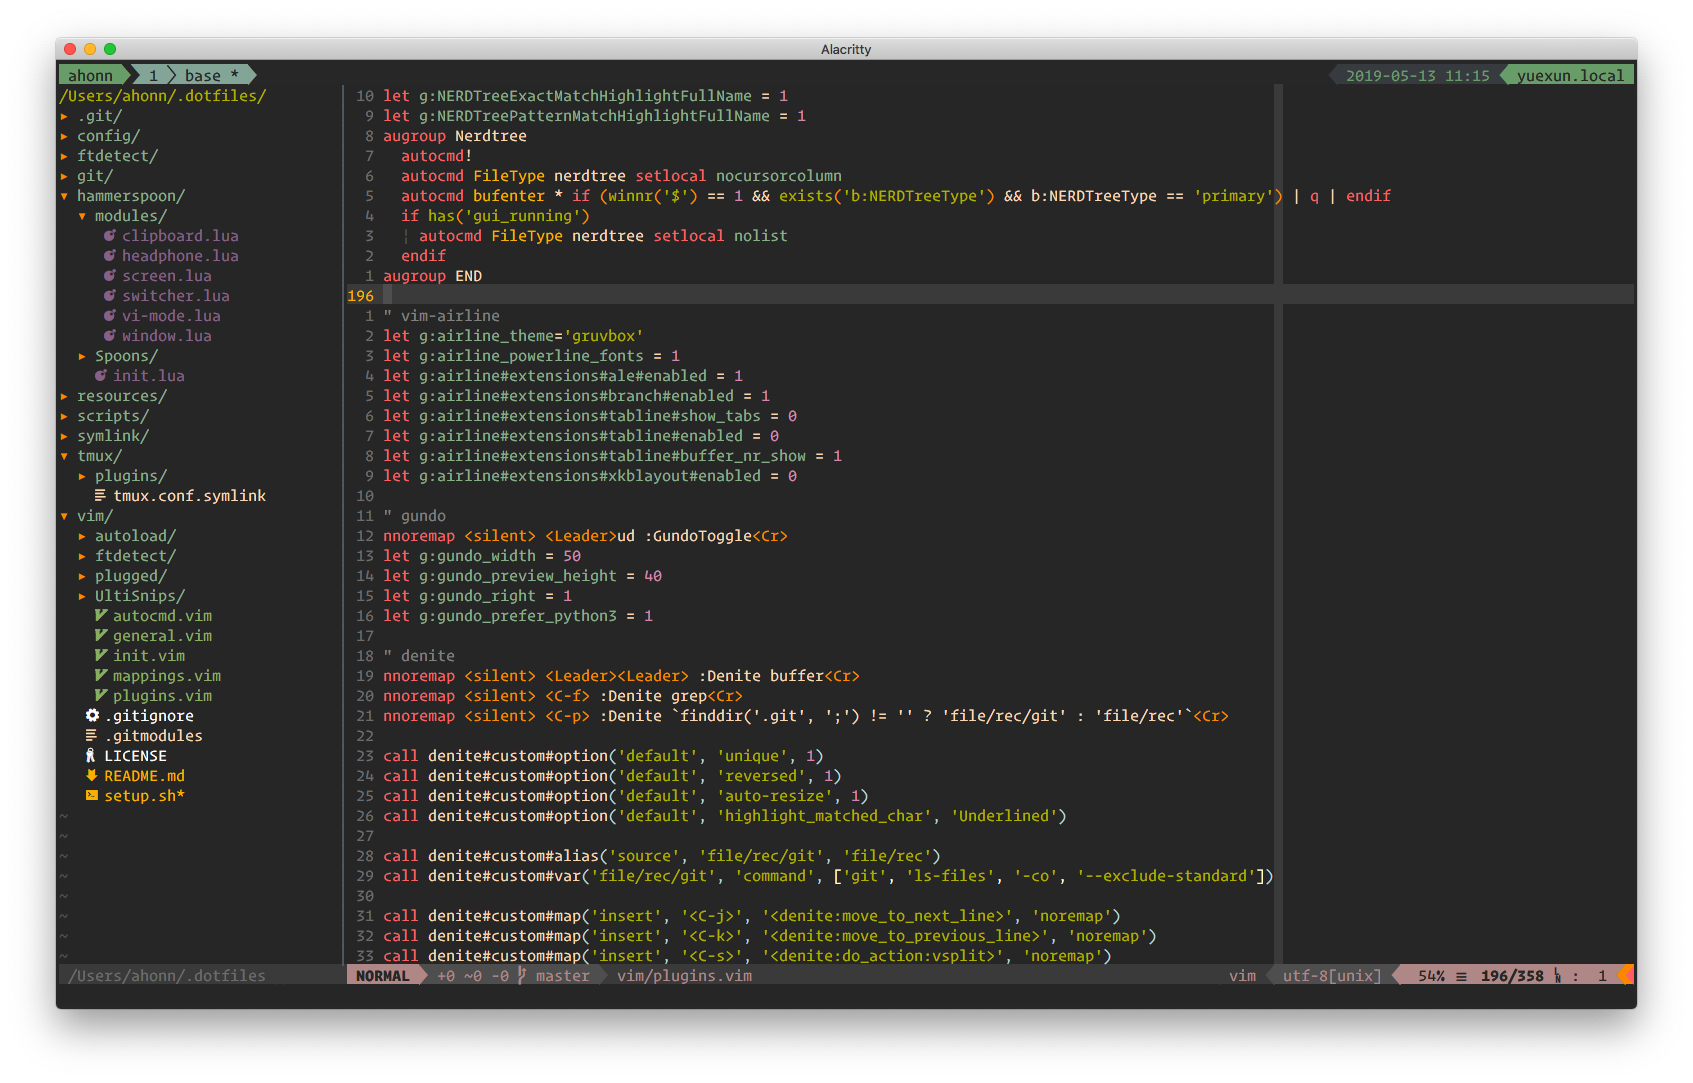 Alacritty
ahonn 1 base * 2019-05-13 11:15 yuexun.local
/Users/ahonn/.dotfiles/
▸ .git/
▸ config/
▸ ftdetect/
▸ git/
▾ hammerspoon/
▾ modules/
clipboard.lua
headphone.lua
screen.lua
switcher.lua
vi-mode.lua
window.lua
▸ Spoons/
init.lua
▸ resources/
▸ scripts/
▸ symlink/
▾ tmux/
▸ plugins/
tmux.conf.symlink
▾ vim/
▸ autoload/
▸ ftdetect/
▸ plugged/
▸ UltiSnips/
autocmd.vim
general.vim
init.vim
mappings.vim
plugins.vim
.gitignore
.gitmodules
LICENSE
README.md
setup.sh*
~
~
~
~
~
~
~
~
/Users/ahonn/.dotfiles
10 let g:NERDTreeExactMatchHighlightFullName = 1
9 let g:NERDTreePatternMatchHighlightFullName = 1
8 augroup Nerdtree
7   autocmd!
6   autocmd FileType nerdtree setlocal nocursorcolumn
5   autocmd bufenter * if (winnr('$') == 1 && exists('b:NERDTreeType') && b:NERDTreeType == 'primary') | q | endif
4   if has('gui_running')
3   ¦ autocmd FileType nerdtree setlocal nolist
2   endif
1 augroup END
196
1 " vim-airline
2 let g:airline_theme='gruvbox'
3 let g:airline_powerline_fonts = 1
4 let g:airline#extensions#ale#enabled = 1
5 let g:airline#extensions#branch#enabled = 1
6 let g:airline#extensions#tabline#show_tabs = 0
7 let g:airline#extensions#tabline#enabled = 0
8 let g:airline#extensions#tabline#buffer_nr_show = 1
9 let g:airline#extensions#xkblayout#enabled = 0
10
11 " gundo
12 nnoremap <silent> <Leader>ud :GundoToggle<Cr>
13 let g:gundo_width = 50
14 let g:gundo_preview_height = 40
15 let g:gundo_right = 1
16 let g:gundo_prefer_python3 = 1
17
18 " denite
19 nnoremap <silent> <Leader><Leader> :Denite buffer<Cr>
20 nnoremap <silent> <C-f> :Denite grep<Cr>
21 nnoremap <silent> <C-p> :Denite `finddir('.git', ';') != '' ? 'file/rec/git' : 'file/rec'`<Cr>
22
23 call denite#custom#option('default', 'unique', 1)
24 call denite#custom#option('default', 'reversed', 1)
25 call denite#custom#option('default', 'auto-resize', 1)
26 call denite#custom#option('default', 'highlight_matched_char', 'Underlined')
27
28 call denite#custom#alias('source', 'file/rec/git', 'file/rec')
29 call denite#custom#var('file/rec/git', 'command', ['git', 'ls-files', '-co', '--exclude-standard'])
30
31 call denite#custom#map('insert', '<C-j>', '<denite:move_to_next_line>', 'noremap')
32 call denite#custom#map('insert', '<C-k>', '<denite:move_to_previous_line>', 'noremap')
33 call denite#custom#map('insert', '<C-s>', '<denite:do_action:vsplit>', 'noremap')
NORMAL +0 ~0 -0 master vim/plugins.vim vim utf-8[unix] 54% ≡ 196/358 : 1